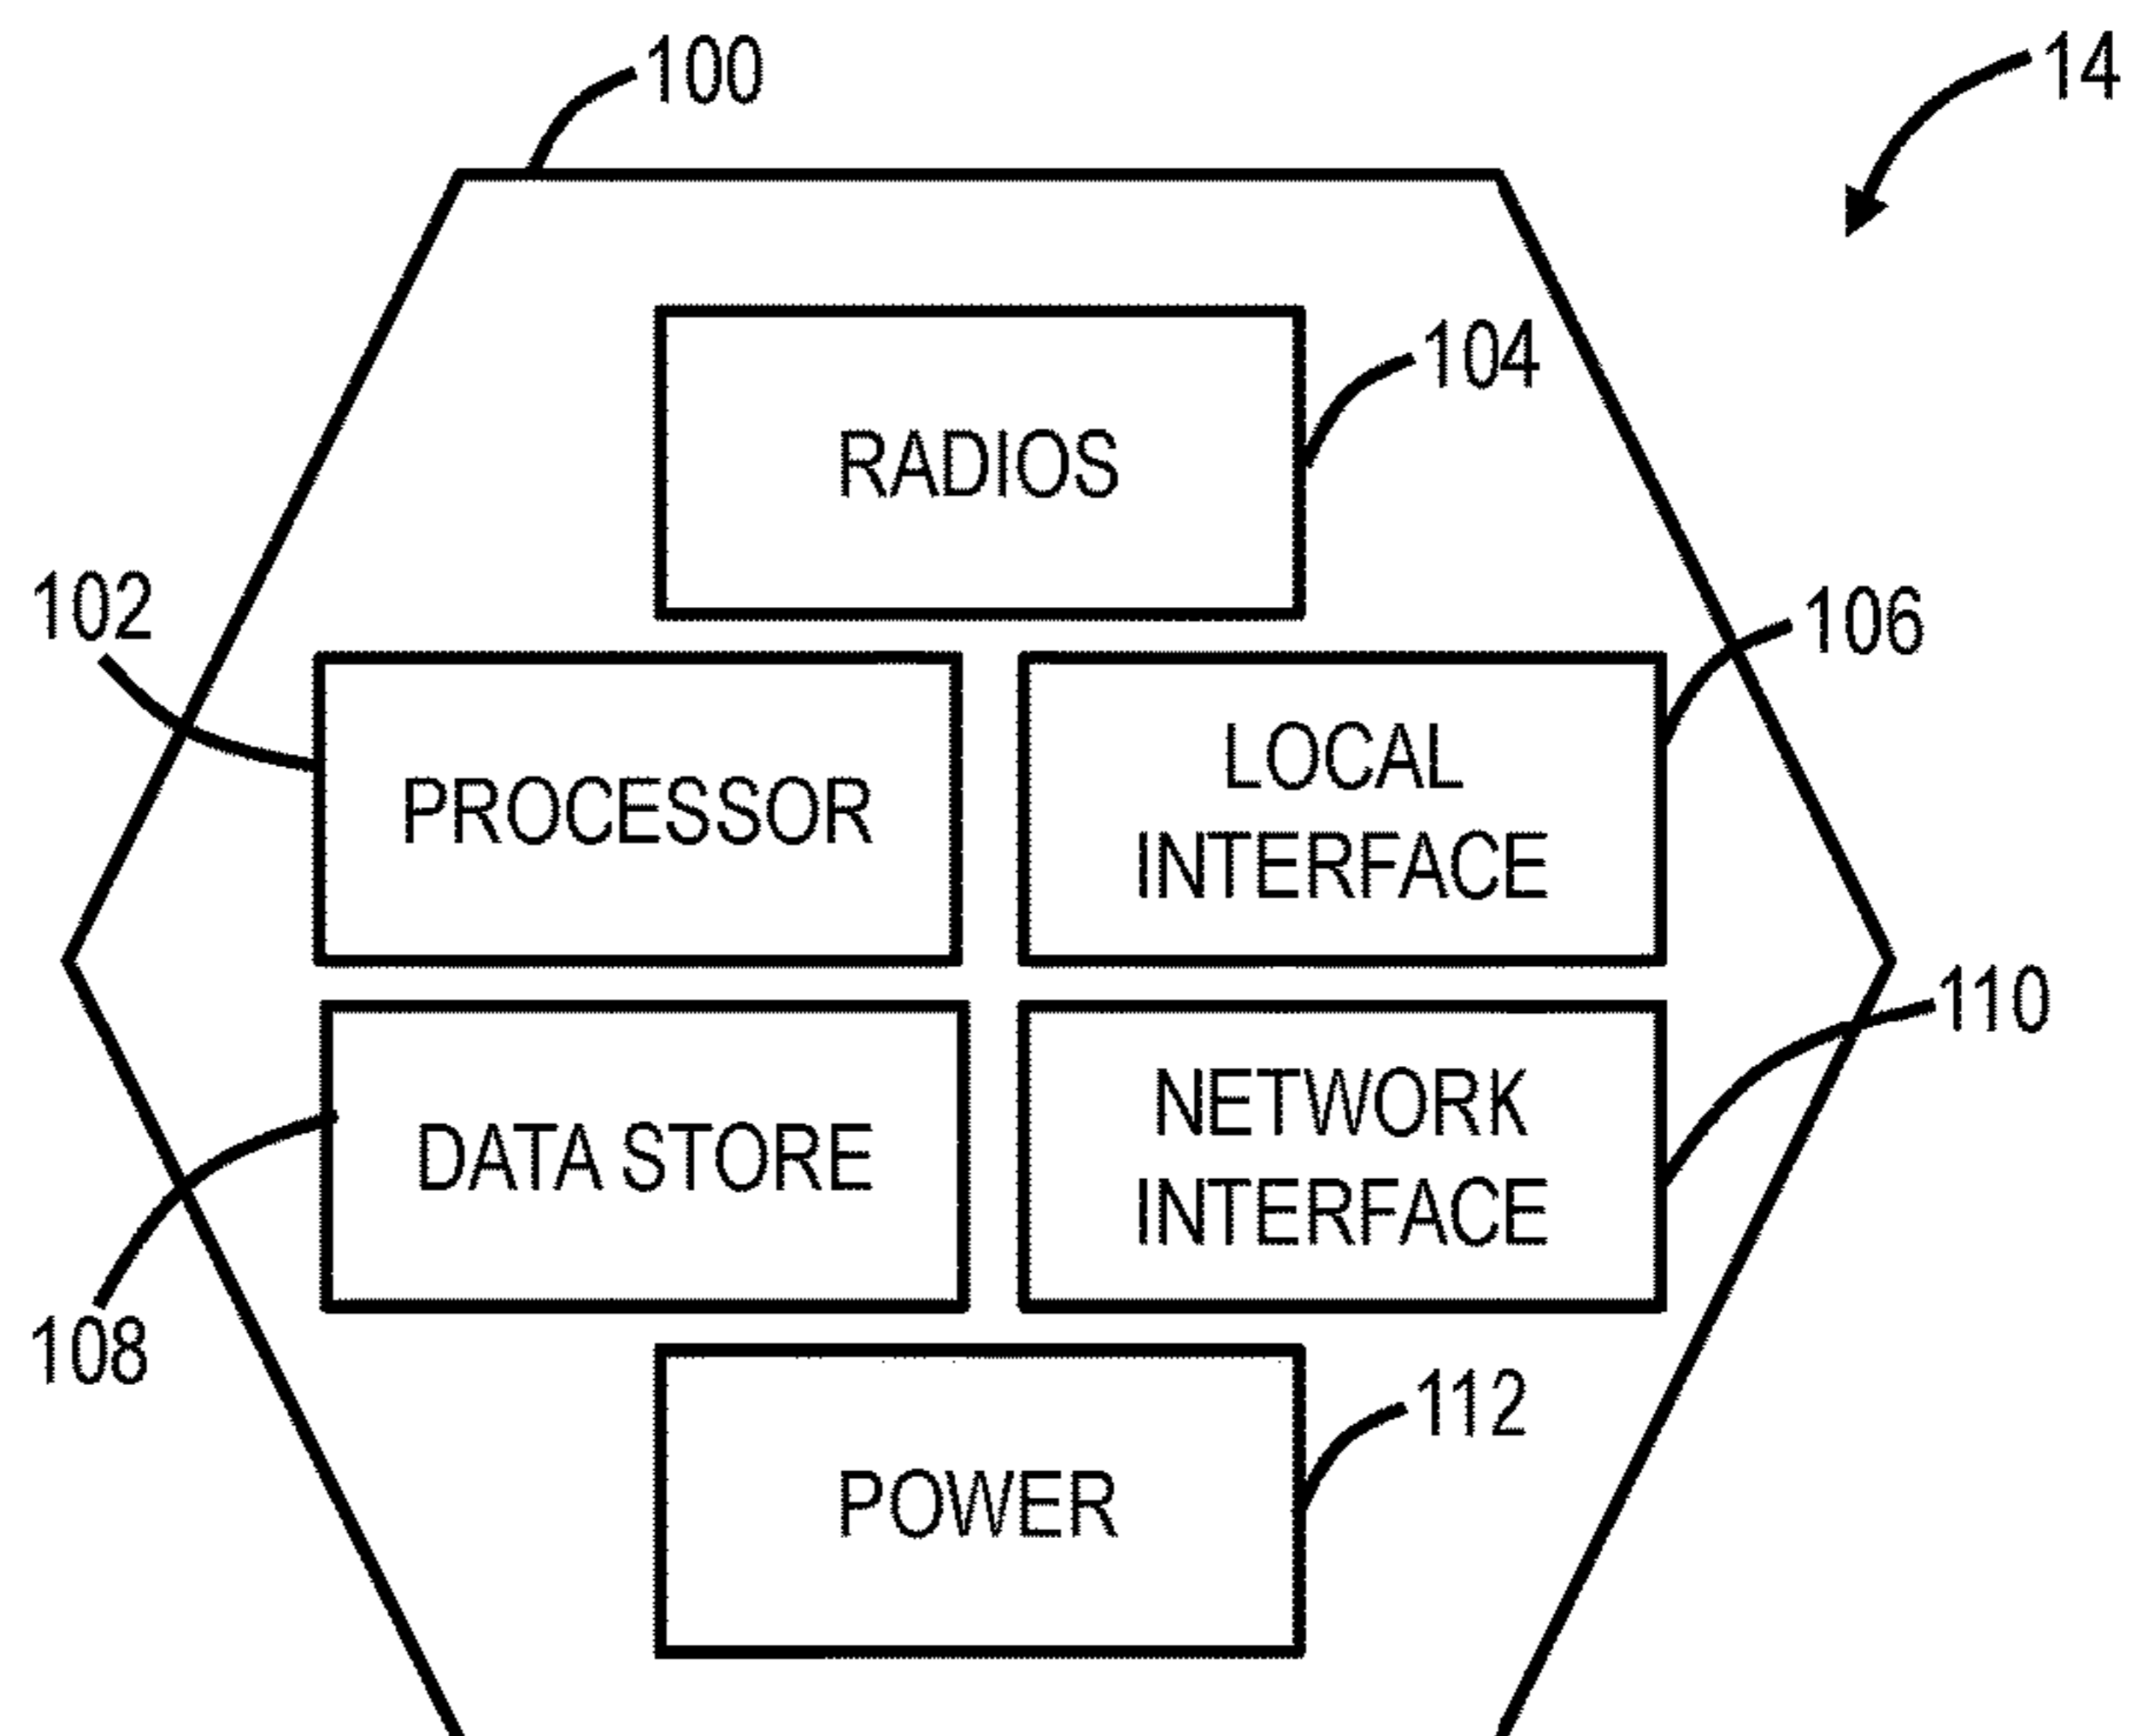 100
14
RADIOS
104
102
106
PROCESSOR
LOCAL
INTERFACE
110
DATA STORE
NETWORK
INTERFACE
108
112
POWER